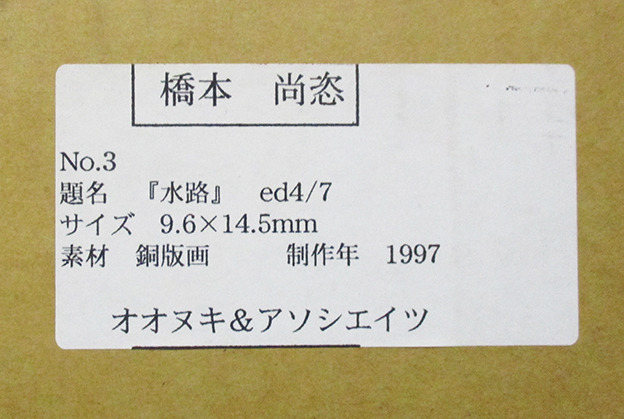 橋本　尚恣
No.3
題名　『水路』　ed4/7
サイズ　9.6×14.5mm
素材　銅版画　　　制作年　1997
オオヌキ&アソシエイツ